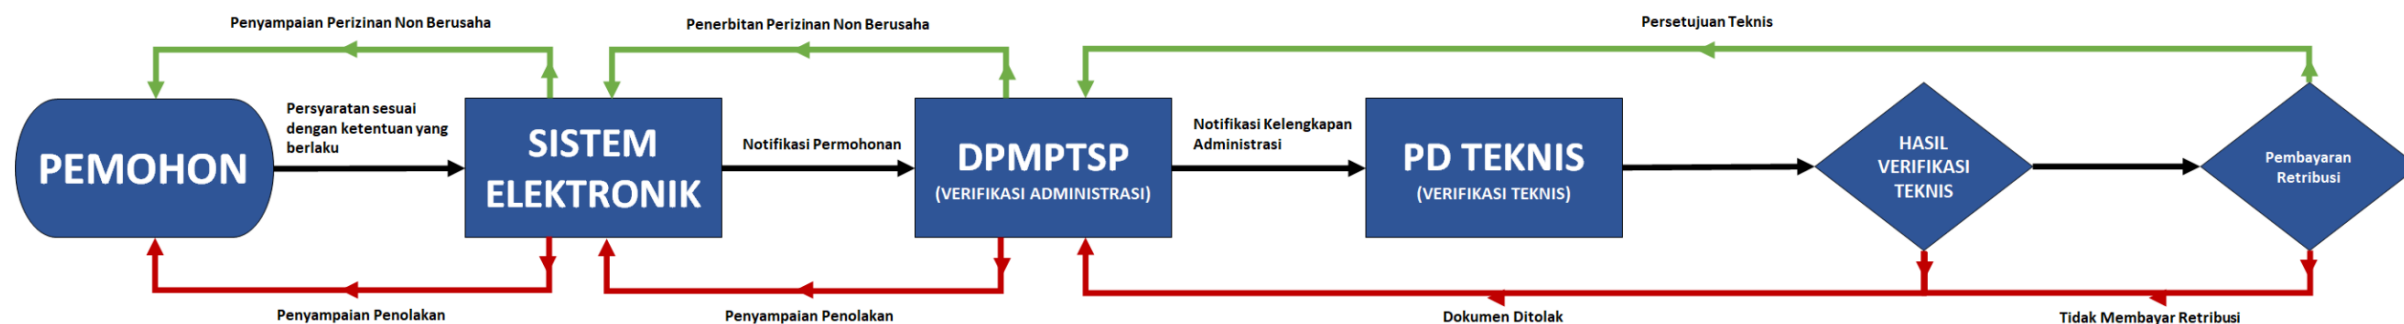 Penyampaian Perizinan Non Berusaha
Penerbitan Perizinan Non Berusaha
Persetujuan Teknis
PEMOHON
Persyaratan sesuai
dengan ketentuan yang
berlaku
SISTEM
ELEKTRONIK
Notifikasi Permohonan
DPMPTSP
(VERIFIKASI ADMINISTRASI)
Notifikasi Kelengkapan
Administrasi
PD TEKNIS
(VERIFIKASI TEKNIS)
HASIL
VERIFIKASI
TEKNIS
Pembayaran
Retribusi
Penyampaian Penolakan
Penyampaian Penolakan
Dokumen Ditolak
Tidak Membayar Retribusi